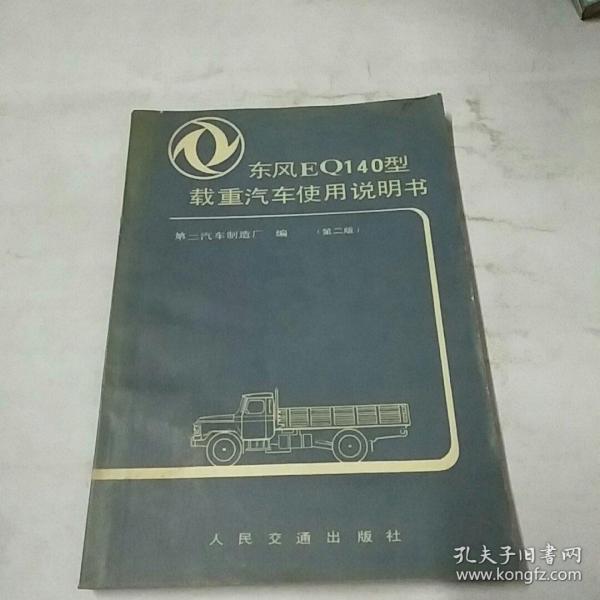 东风EQ140型
载重汽车使用说明书
第二汽车制造厂 编 (第二版)
人民交通出版社
孔夫子旧书网
www.kongfz.com